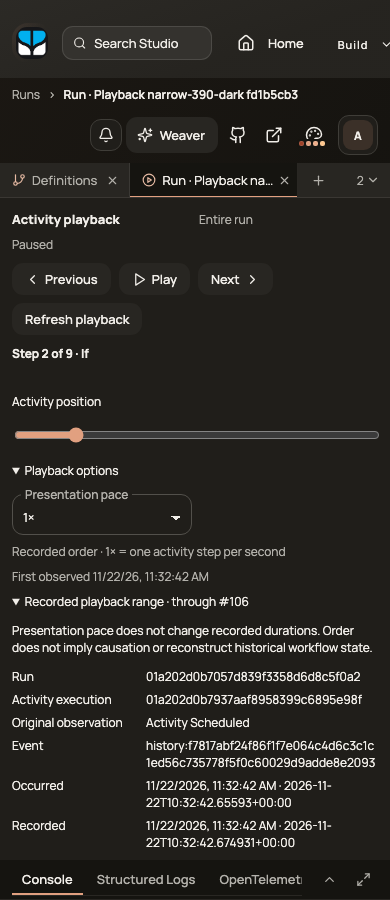 Search Studio
Home
Build
Runs > Run · Playback narrow-390-dark fd1b5cb3
Weaver
A
Definitions
Run · Playback na...
2
Activity playback
Entire run
Paused
Previous
Play
Next
Refresh playback
Step 2 of 9 · If
Activity position
Playback options
Presentation pace
1×
Recorded order · 1× = one activity step per second
First observed 11/22/26, 11:32:42 AM
Recorded playback range · through #106
Presentation pace does not change recorded durations. Order
does not imply causation or reconstruct historical workflow state.
Run 01a202d0b7057d839f3358d6d8c5f0a2
Activity execution 01a202d0b7937aaf8958399c6895e98f
Original observation Activity Scheduled
Event history:f7817abf24f86f1f7e064c4d6c3c1c
1ed56c735778f5f0c60029d9adde8e2093
Occurred 11/22/2026, 11:32:42 AM · 2026-11-
22T10:32:42.65593+00:00
Recorded 11/22/2026, 11:32:42 AM · 2026-11-
22T10:32:42.674931+00:00
Console
Structured Logs
OpenTelemet